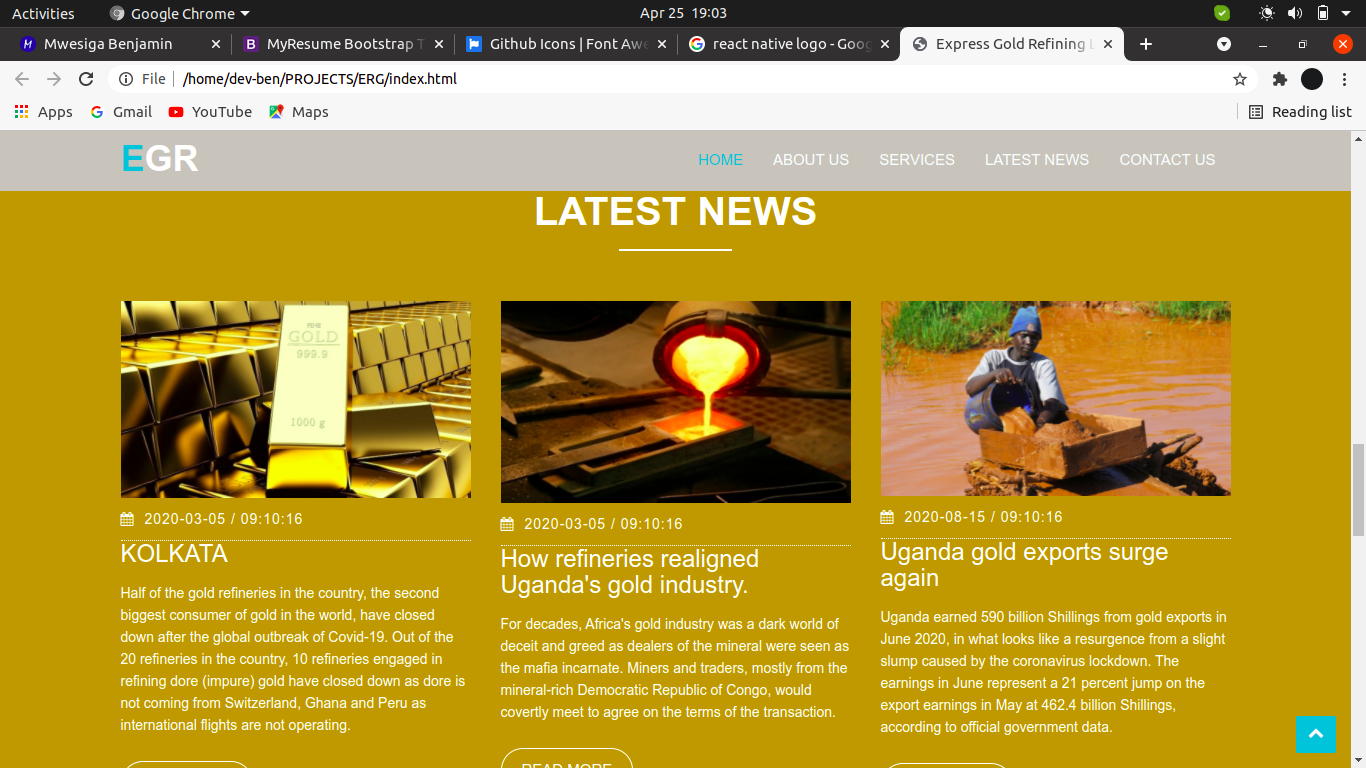 Activities
Google Chrome
Apr 25 19:03
Mwesiga Benjamin
MyResume Bootstrap T
Github Icons | Font Awe
react native logo - Goog
Express Gold Refining L
File
/home/dev-ben/PROJECTS/ERG/index.html
Apps
Gmail
YouTube
Maps
Reading list
EGR
HOME
ABOUT US
SERVICES
LATEST NEWS
CONTACT US
LATEST NEWS
FINE
GOLD
999.9
1000 g
2020-03-05 / 09:10:16
KOLKATA
Half of the gold refineries in the country, the second
biggest consumer of gold in the world, have closed
down after the global outbreak of Covid-19. Out of the
20 refineries in the country, 10 refineries engaged in
refining dore (impure) gold have closed down as dore is
not coming from Switzerland, Ghana and Peru as
international flights are not operating.
2020-03-05 / 09:10:16
How refineries realigned
Uganda's gold industry.
For decades, Africa's gold industry was a dark world of
deceit and greed as dealers of the mineral were seen as
the mafia incarnate. Miners and traders, mostly from the
mineral-rich Democratic Republic of Congo, would
covertly meet to agree on the terms of the transaction.
READ MORE
2020-08-15 / 09:10:16
Uganda gold exports surge
again
Uganda earned 590 billion Shillings from gold exports in
June 2020, in what looks like a resurgence from a slight
slump caused by the coronavirus lockdown. The
earnings in June represent a 21 percent jump on the
export earnings in May at 462.4 billion Shillings,
according to official government data.